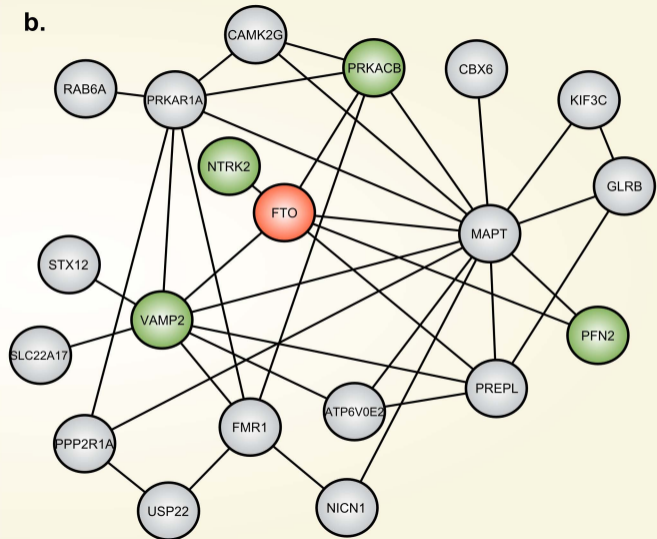 b.
CAMK2G
PRKACB
CBX6
RAB6A
PRKAR1A
KIF3C
NTRK2
GLRB
FTO
MAPT
STX12
VAMP2
PFN2
SLC22A17
PREPL
ATP6V0E2
FMR1
PPP2R1A
USP22
NICN1